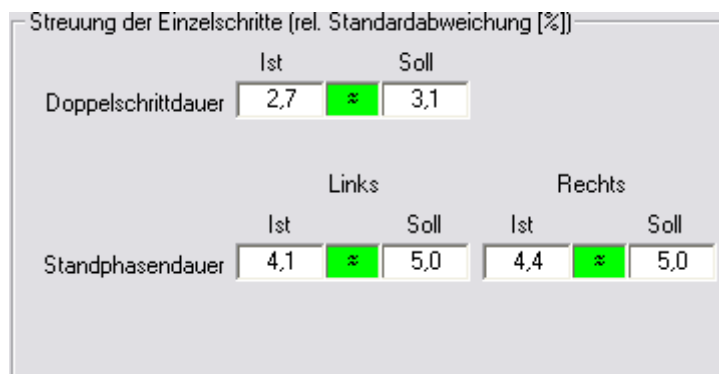 Streuung der Einzelschritte (rel. Standardabweichung [%])
Ist Soll
Doppelschrittdauer 2,7 ≈ 3,1
Links Rechts
Ist Soll Ist Soll
Standphasendauer 4,1 ≈ 5,0 4,4 ≈ 5,0